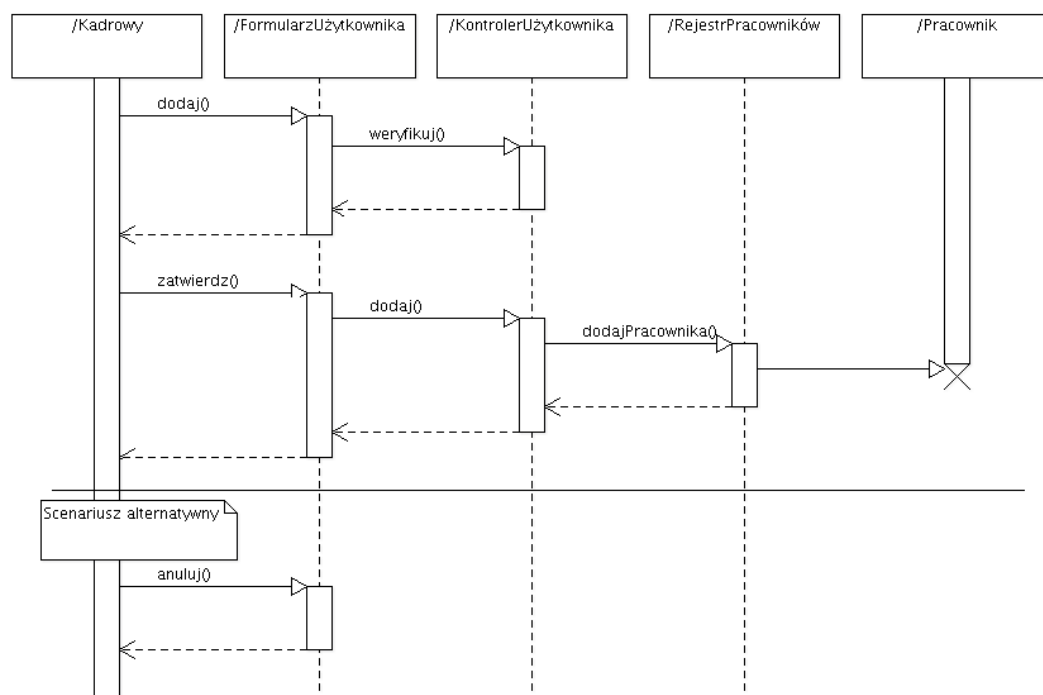 /Kadrowy
/FormularzUżytkownika
/KontrolerUżytkownika
/RejestrPracowników
/Pracownik
dodaj()
weryfikuj()
zatwierdz()
dodaj()
dodajPracownika()
Scenariusz alternatywny
anuluj()